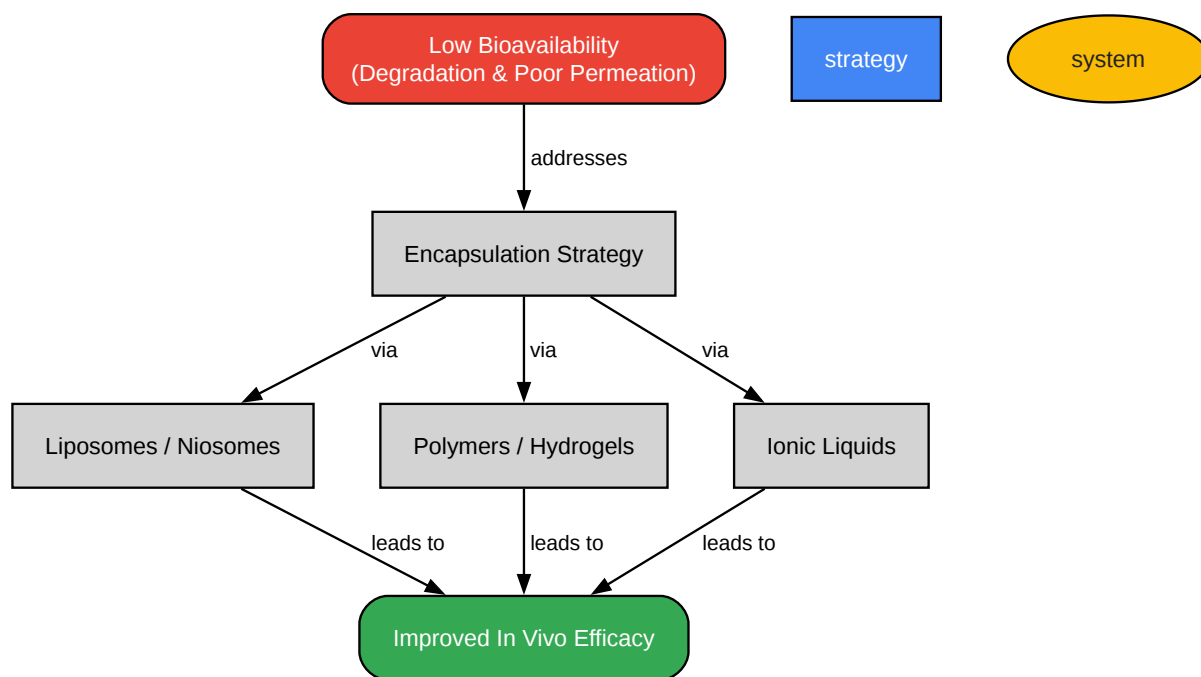 Low Bioavailability
(Degradation & Poor Permeation)
strategy
system
addresses
Encapsulation Strategy
via
via
via
Liposomes / Niosomes
Polymers / Hydrogels
Ionic Liquids
leads to
leads to
leads to
Improved In Vivo Efficacy